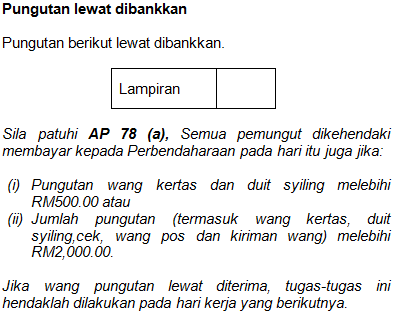 Pungutan lewat dibankkan
Pungutan berikut lewat dibankkan.
Lampiran
Sila patuhi AP 78 (a), Semua pemungut dikehendaki
membayar kepada Perbendaharaan pada hari itu juga jika:
(i) Pungutan wang kertas dan duit syiling melebihi
RM500.00 atau
(ii) Jumlah pungutan (termasuk wang kertas, duit
syiling,cek, wang pos dan kiriman wang) melebihi
RM2,000.00.
Jika wang pungutan lewat diterima, tugas-tugas ini
hendaklah dilakukan pada hari kerja yang berikutnya.